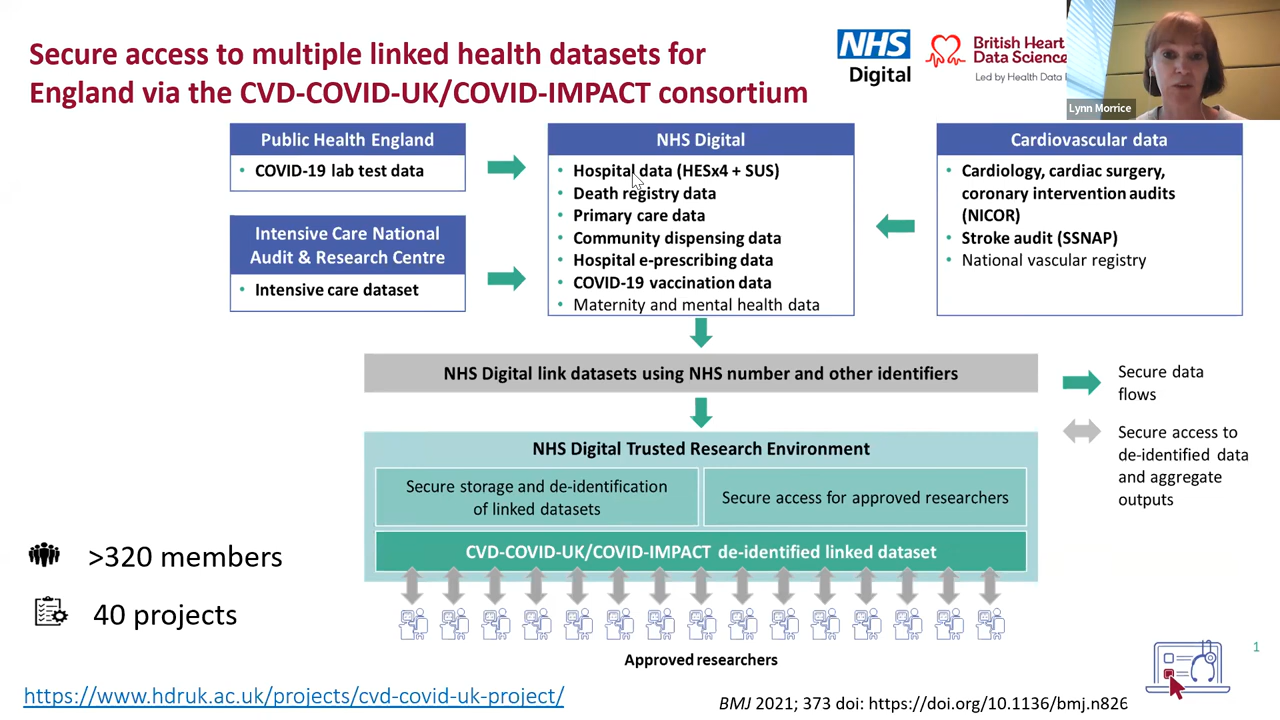 Secure access to multiple linked health datasets for
England via the CVD-COVID-UK/COVID-IMPACT consortium
NHS
Digital
British Heart
Data Science
Led by Health Data
Lynn Morrice
Public Health England
• COVID-19 lab test data
Intensive Care National
Audit & Research Centre
• Intensive care dataset
NHS Digital
• Hospital data (HESx4 + SUS)
• Death registry data
• Primary care data
• Community dispensing data
• Hospital e-prescribing data
• COVID-19 vaccination data
• Maternity and mental health data
Cardiovascular data
• Cardiology, cardiac surgery,
coronary intervention audits
(NICOR)
• Stroke audit (SSNAP)
• National vascular registry
NHS Digital link datasets using NHS number and other identifiers
Secure data
flows
Secure access to
de-identified data
and aggregate
outputs
NHS Digital Trusted Research Environment
Secure storage and de-identification
of linked datasets
Secure access for approved researchers
CVD-COVID-UK/COVID-IMPACT de-identified linked dataset
>320 members
40 projects
Approved researchers
1
https://www.hdruk.ac.uk/projects/cvd-covid-uk-project/
BMJ 2021; 373 doi: https://doi.org/10.1136/bmj.n826